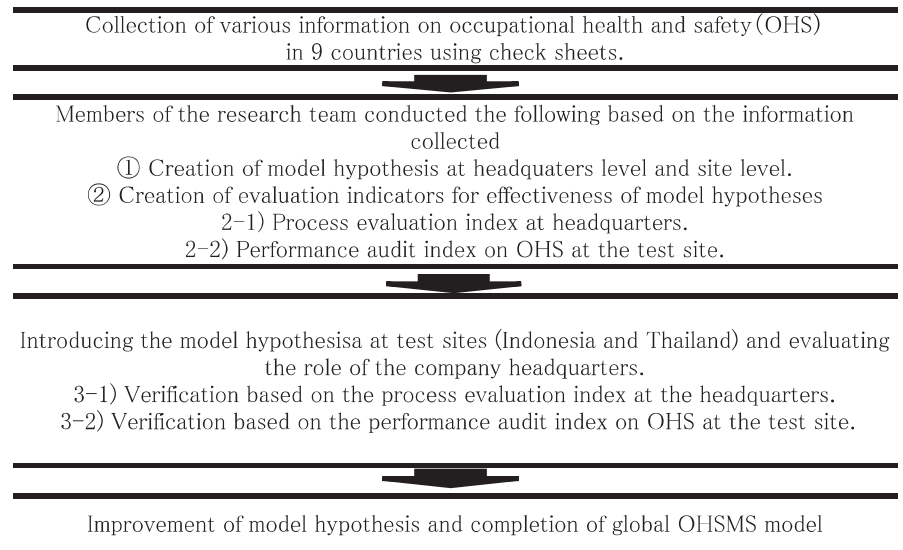 Collection of various information on occupational health and safety(OHS)
in 9 countries using check sheets.
Members of the research team conducted the following based on the information
collected
① Creation of model hypothesis at headquaters level and site level.
② Creation of evaluation indicators for effectiveness of model hypotheses
2-1) Process evaluation index at headquarters.
2-2) Performance audit index on OHS at the test site.
Introducing the model hypothesisa at test sites (Indonesia and Thailand) and evaluating
the role of the company headquarters.
3-1) Verification based on the process evaluation index at the headquarters.
3-2) Verification based on the performance audit index on OHS at the test site.
Improvement of model hypothesis and completion of global OHSMS model